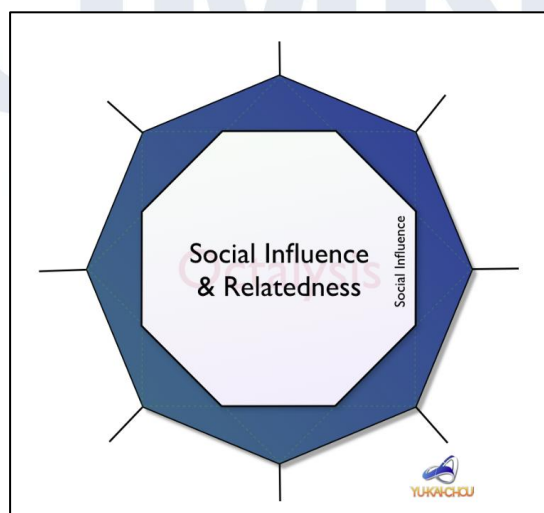 Octalysis
Social Influence
& Relatedness
Social Influence
YU-KAI CHOU